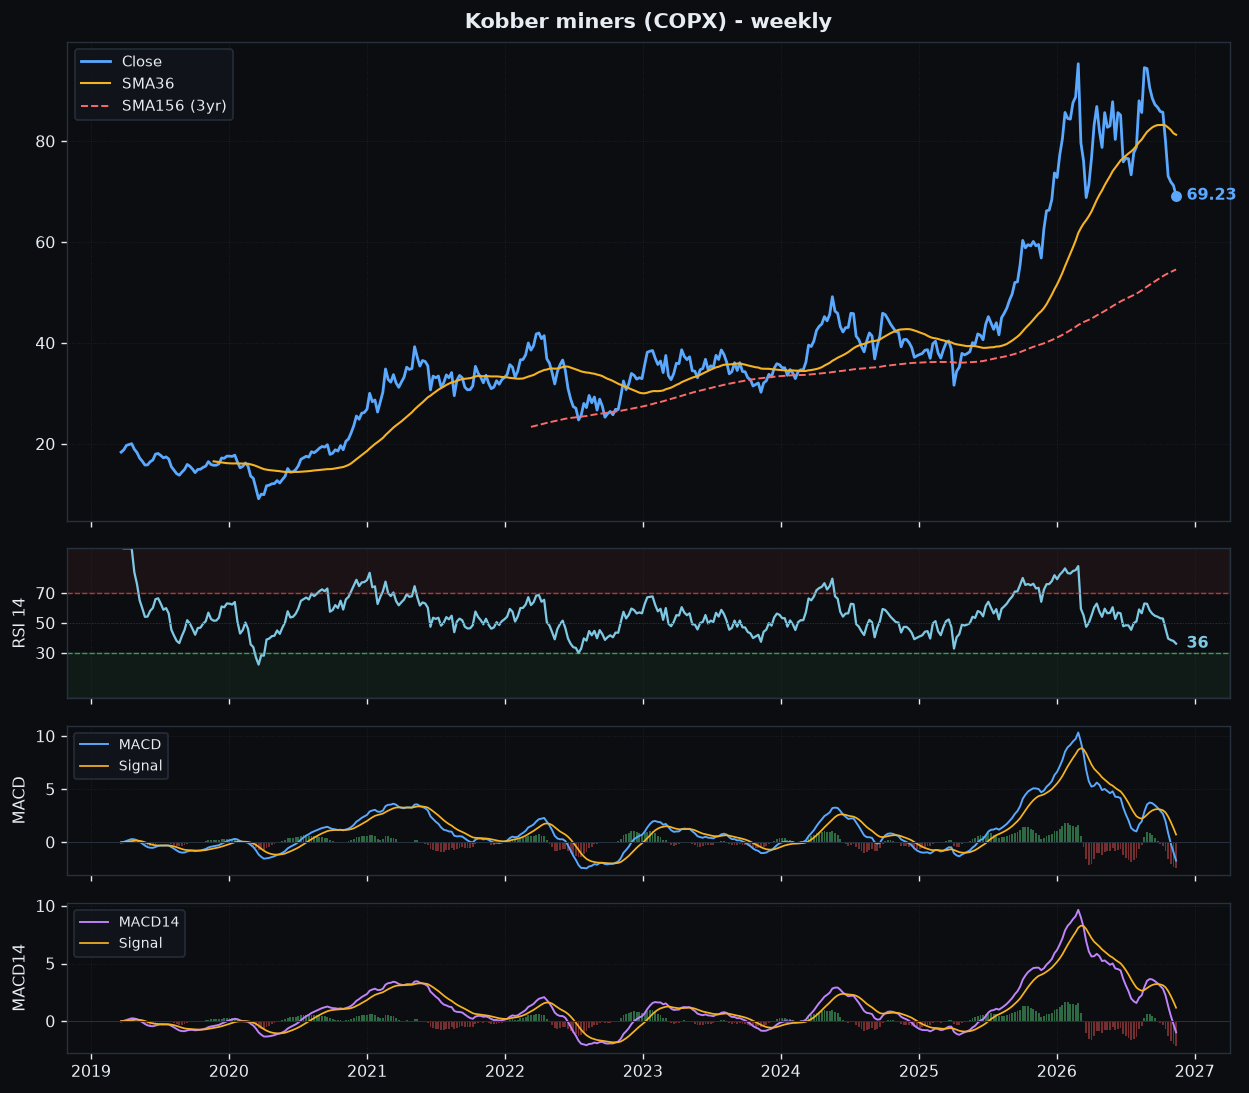 Kobber miners (COPX) - weekly
Close
SMA36
SMA156 (3yr)
80
60
40
20
69.23
RSI 14
70
50
30
36
MACD
10
5
0
MACD
Signal
MACD14
10
5
0
MACD14
Signal
2019 2020 2021 2022 2023 2024 2025 2026 2027